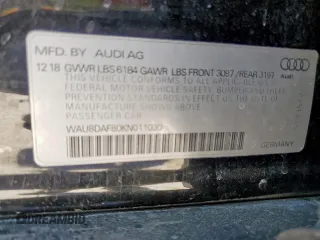 MFD. BY AUDI AG
12 18 GVWR LBS 6184 GAWR LBS FRONT 3097 /REAR 3197
THIS VEHICLE CONFORMS TO ALL APPLICABLE
FEDERAL MOTOR VEHICLE SAFETY, BUMPER AND THEFT
PREVENTION STANDARDS IN EFFECT ON THE DATE OF
MANUFACTURE SHOWN ABOVE
PASSENGER CAR
Audi
GERMANY
DREAMBID